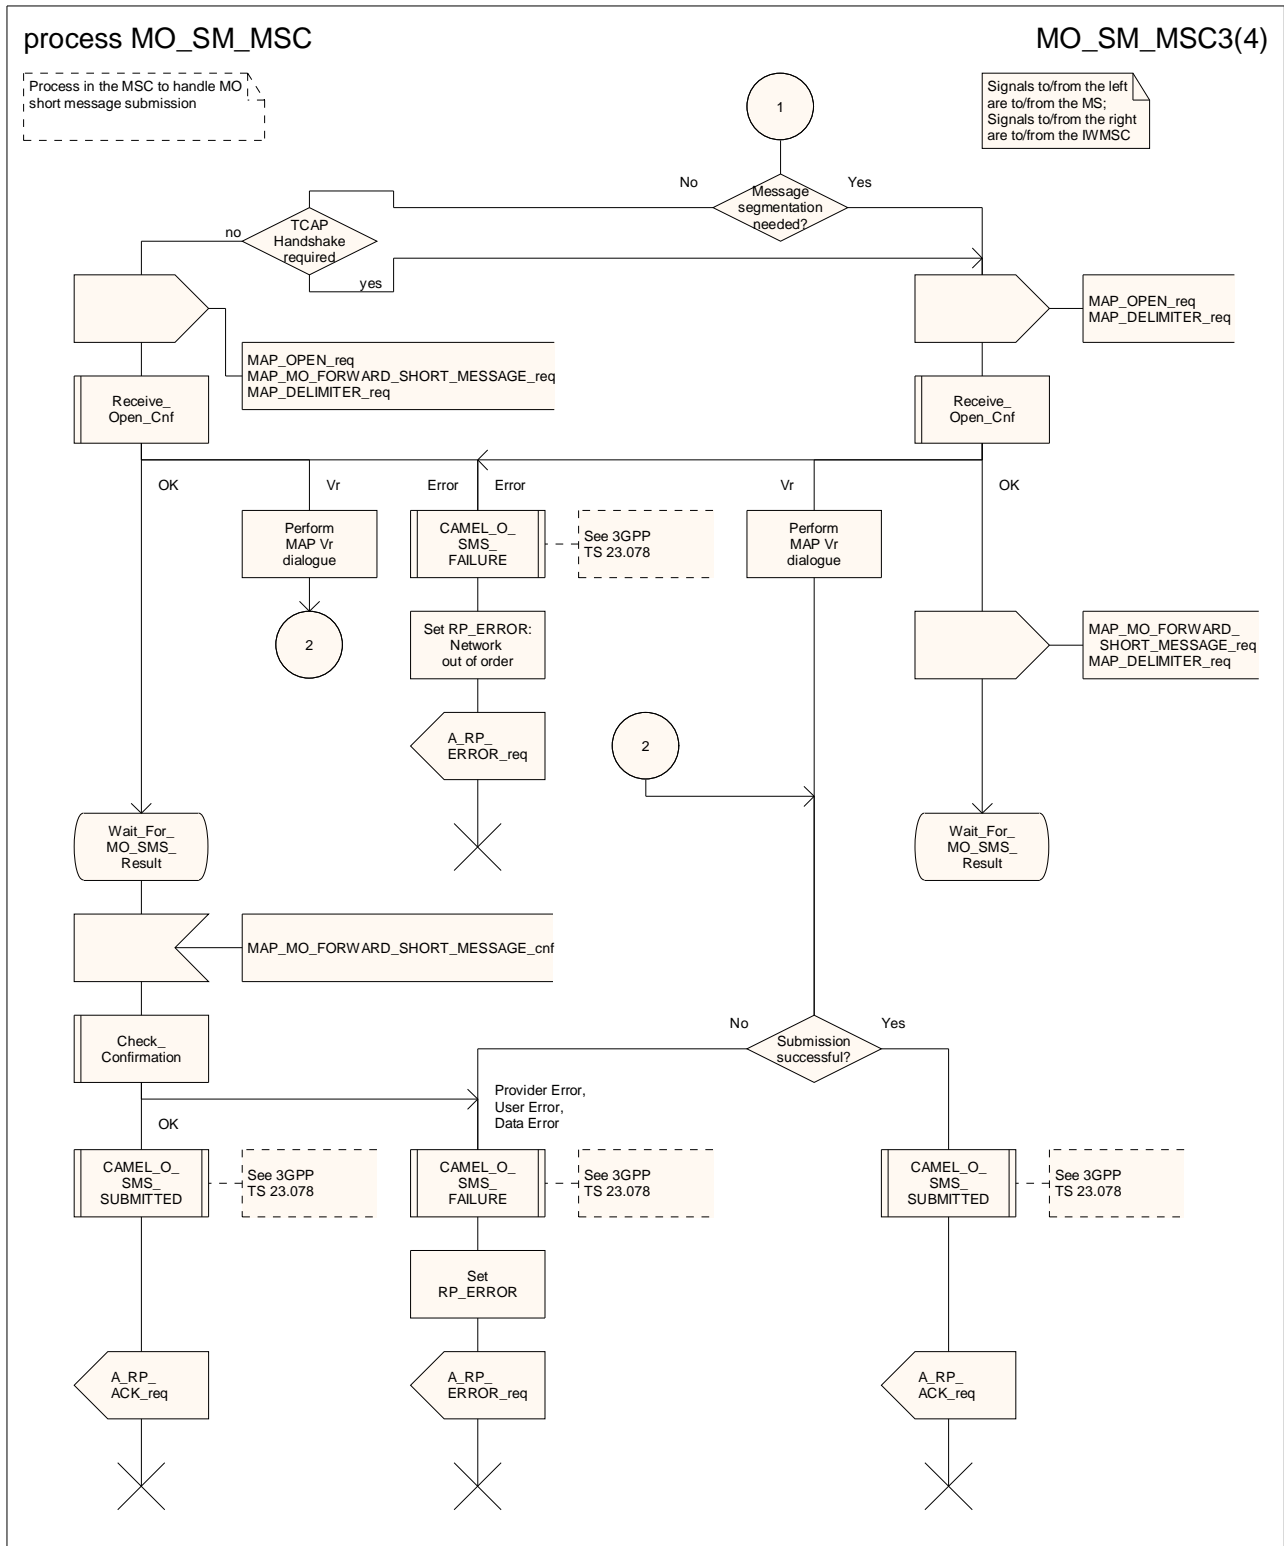 process MO_SM_MSC
MO_SM_MSC3(4)
Process in the MSC to handle MO
short message submission
1
Signals to/from the left
are to/from the MS;
Signals to/from the right
are to/from the IWMSC
No
Message
segmentation
needed?
Yes
no
TCAP
Handshake
required
yes
MAP_OPEN_req
MAP_DELIMITER_req
MAP_OPEN_req
MAP_MO_FORWARD_SHORT_MESSAGE_req
MAP_DELIMITER_req
Receive_
Open_Cnf
Receive_
Open_Cnf
OK
Vr
Error
Error
Vr
OK
Perform
MAP Vr
dialogue
CAMEL_O_
SMS_
FAILURE
See 3GPP
TS 23.078
Perform
MAP Vr
dialogue
2
Set RP_ERROR:
Network
out of order
MAP_MO_FORWARD_
SHORT_MESSAGE_req
MAP_DELIMITER_req
A_RP_
ERROR_req
2
Wait_For_
MO_SMS_
Result
Wait_For_
MO_SMS_
Result
MAP_MO_FORWARD_SHORT_MESSAGE_cnf
Check_
Confirmation
No
Submission
successful?
Yes
Provider Error,
User Error,
Data Error
OK
CAMEL_O_
SMS_
SUBMITTED
See 3GPP
TS 23.078
CAMEL_O_
SMS_
FAILURE
See 3GPP
TS 23.078
CAMEL_O_
SMS_
SUBMITTED
See 3GPP
TS 23.078
Set
RP_ERROR
A_RP_
ACK_req
A_RP_
ERROR_req
A_RP_
ACK_req